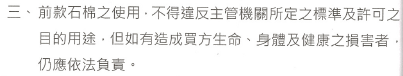 三、前款石棉之使用，不得違反主管機關所定之標準及許可之
目的用途，但如有造成買方生命、身體及健康之損害者，
仍應依法負責。